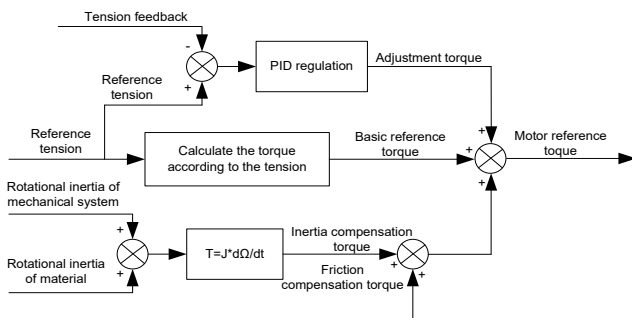 Tension feedback
-
PID regulation
Adjustment torque
Reference
tension
+
Reference
tension
Calculate the torque
according to the tension
Basic reference
torque
+
+
+
Motor reference
toque
Rotational inertia of
mechanical system
+
Rotational inertia
of material
+
T=J*dΩ/dt
Inertia compensation
torque
+
Friction
compensation torque
+